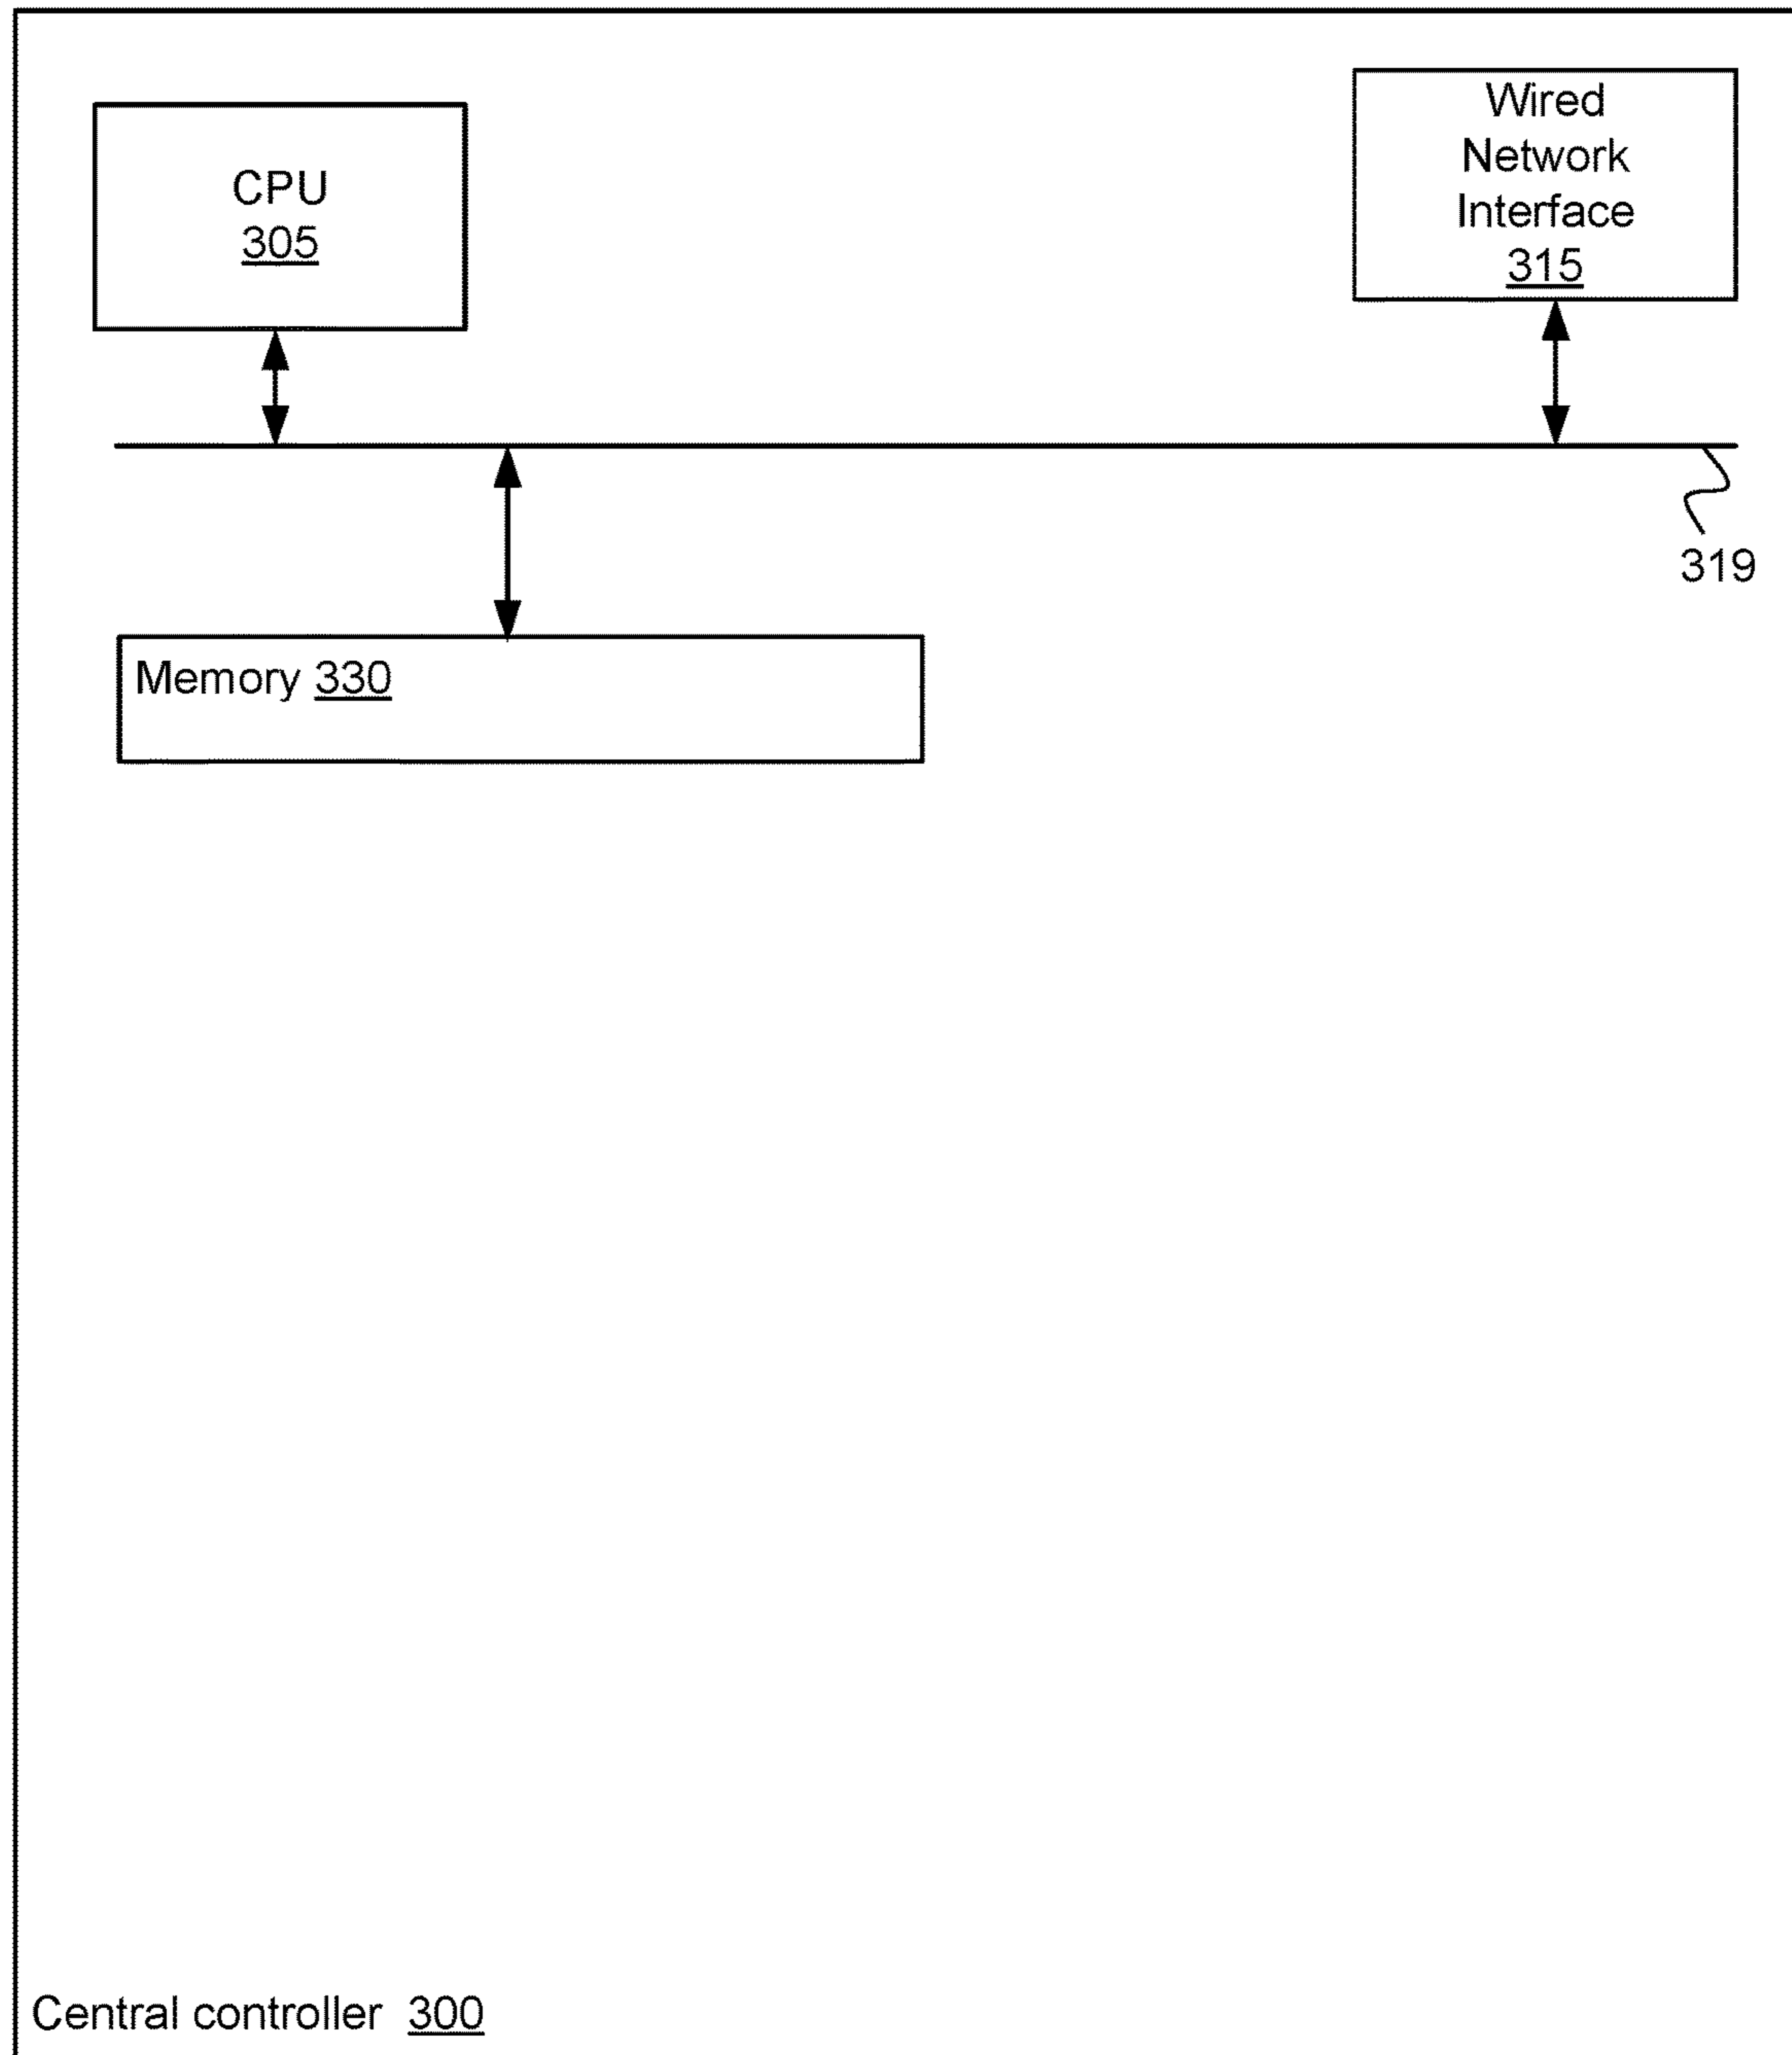 CPU
305
Wired
Network
Interface
315
319
Memory 330
Central controller 300